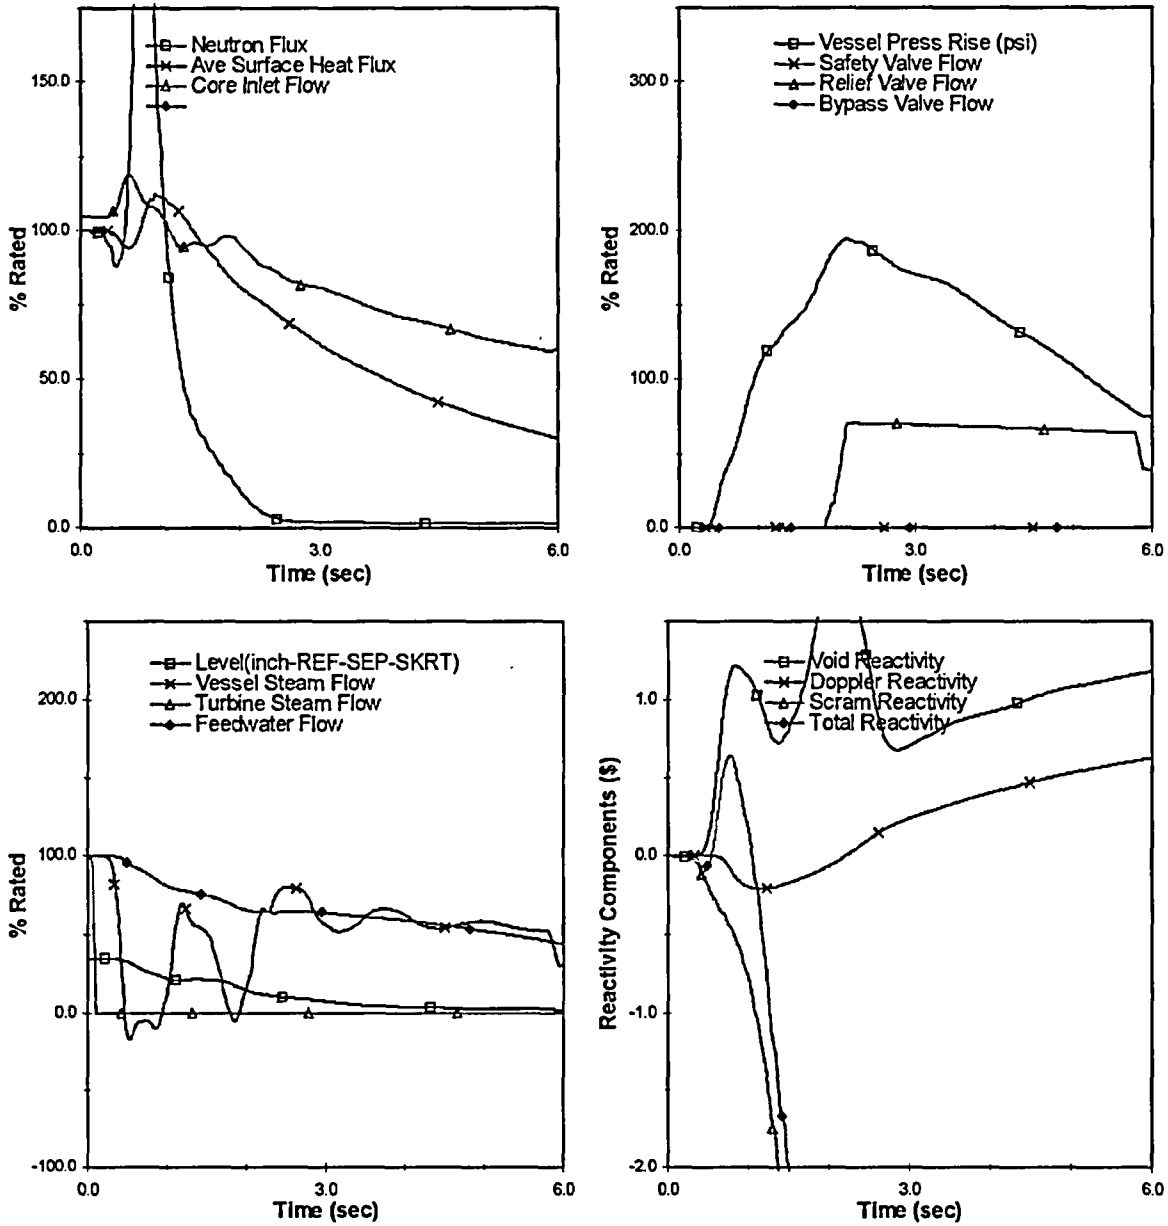 Neutron Flux
Ave Surface Heat Flux
Core Inlet Flow
150.0
100.0
50.0
0.0
% Rated
0.0 3.0 6.0
Time (sec)
Vessel Press Rise (psi)
Safety Valve Flow
Relief Valve Flow
Bypass Valve Flow
300.0
200.0
100.0
0.0
% Rated
0.0 3.0 6.0
Time (sec)
Level(inch-REF-SEP-SKRT)
Vessel Steam Flow
Turbine Steam Flow
Feedwater Flow
200.0
100.0
0.0
-100.0
% Rated
0.0 3.0 6.0
Time (sec)
Void Reactivity
Doppler Reactivity
Scram Reactivity
Total Reactivity
1.0
0.0
-1.0
-2.0
Reactivity Components ($)
0.0 3.0 6.0
Time (sec)